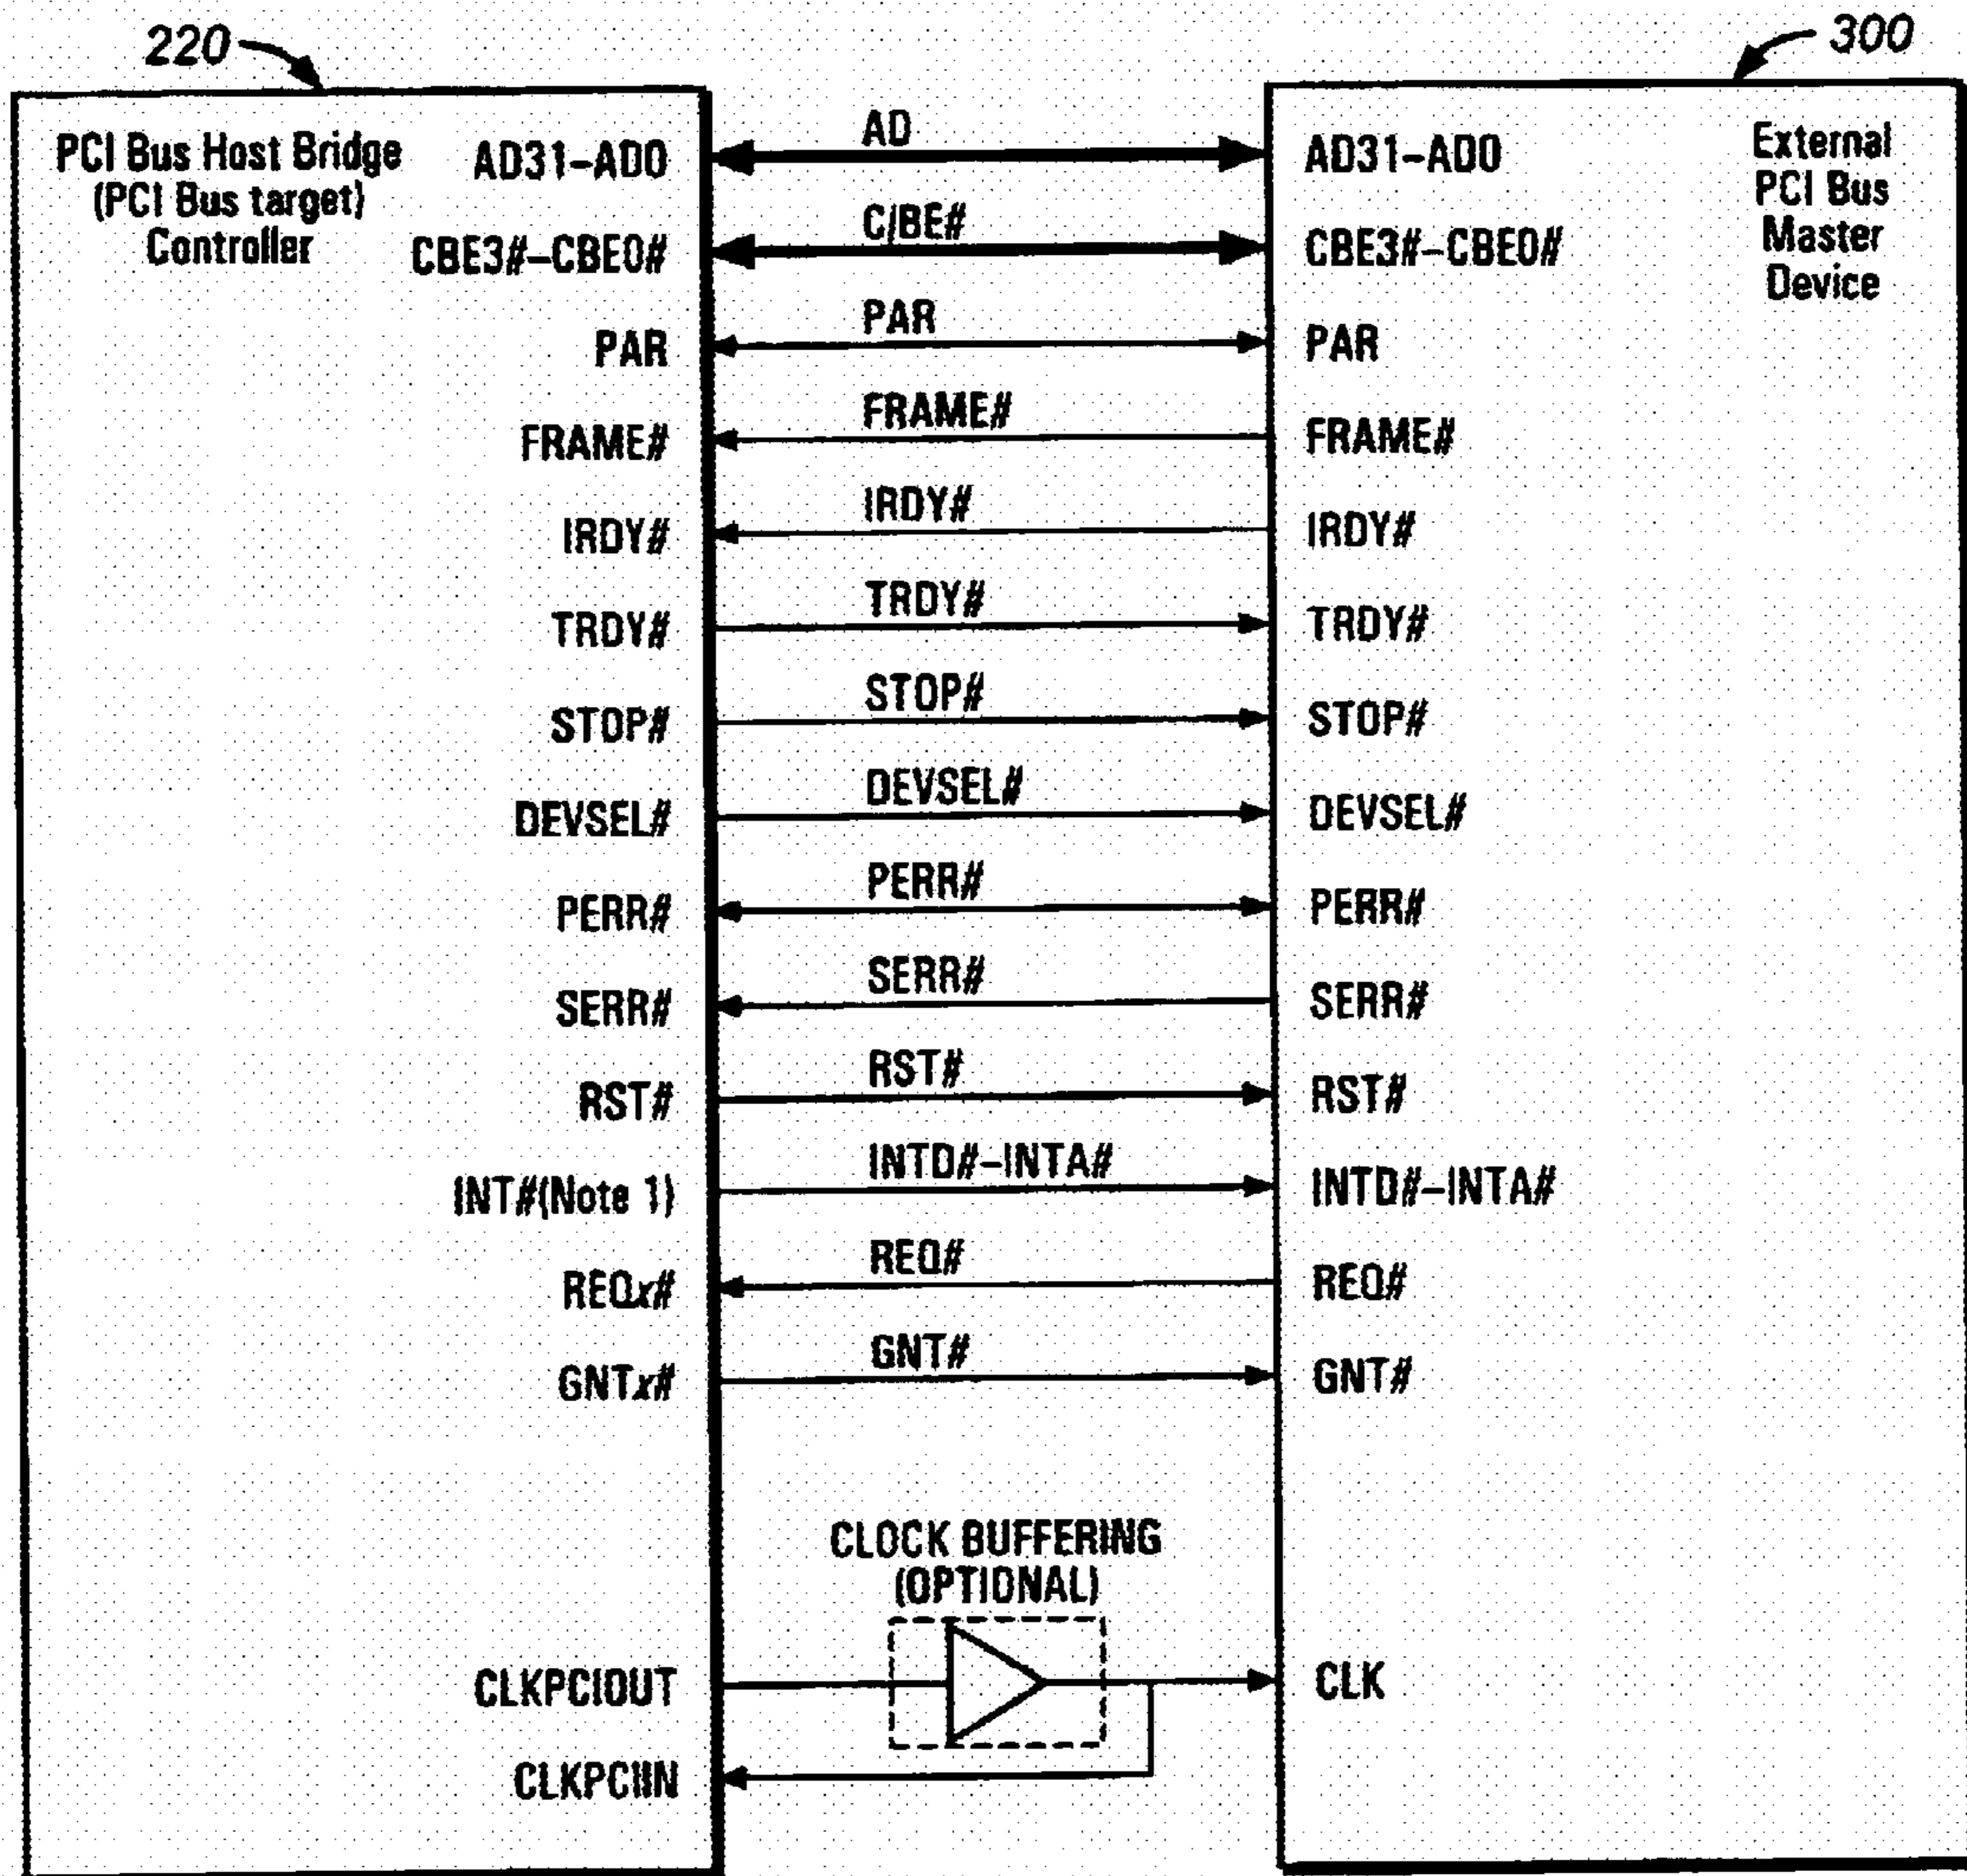 220
300
PCI Bus Host Bridge
(PCI Bus target)
Controller
External
PCI Bus
Master
Device
AD31-AD0 AD AD31-AD0
CBE3#-CBE0# C/BE# CBE3#-CBE0#
PAR PAR PAR
FRAME# FRAME# FRAME#
IRDY# IRDY# IRDY#
TRDY# TRDY# TRDY#
STOP# STOP# STOP#
DEVSEL# DEVSEL# DEVSEL#
PERR# PERR# PERR#
SERR# SERR# SERR#
RST# RST# RST#
INT#(Note 1) INTD#-INTA# INTD#-INTA#
REQx# REQ# REQ#
GNTx# GNT# GNT#
CLOCK BUFFERING
(OPTIONAL)
CLKPCIOUT CLK
CLKPCIIN